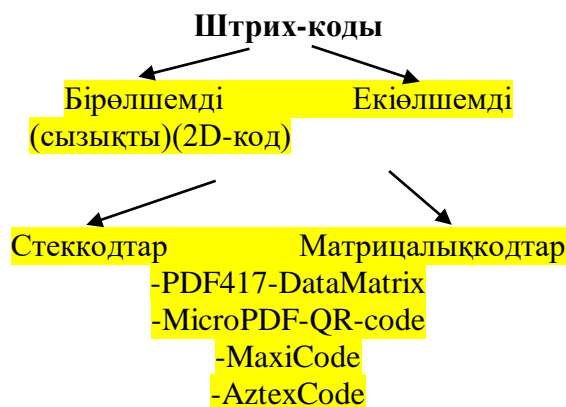 Штрих-коды
Бірөлшемді Екіөлшемді
(сызықты)(2D-код)
Стеккодтар Матрицалыққодтар
-PDF417-DataMatrix
-MicroPDF-QR-code
-MaxiCode
-AztexCode